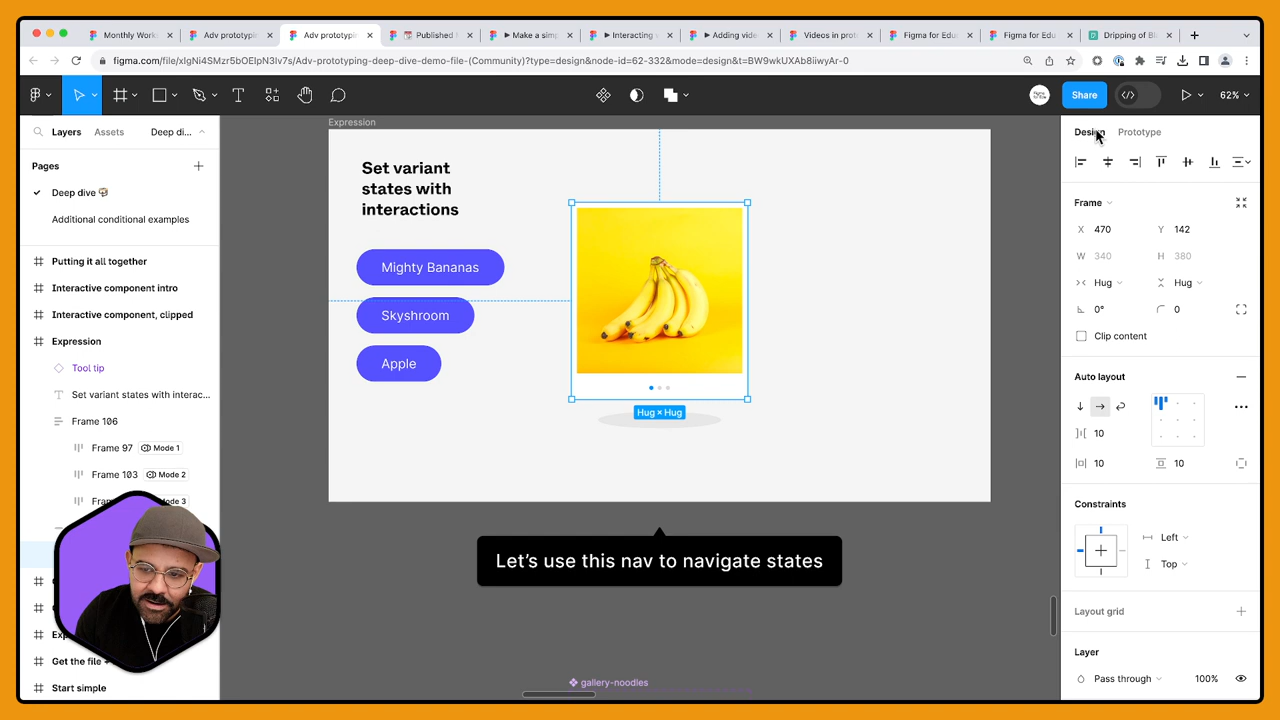 Monthly Work
Adv prototypin
Adv prototypin
Published
Make a simp
Interacting
Adding vide
Videos in prot
Figma for Edu
Figma for Edu
Dripping of Bl
figma.com/file/xIgNi4SMzr5bOEIpN3Iv7s/Adv-prototyping-deep-dive-demo-file-(Community)?type=design&node-id=62-332&mode=design&t=BW9wkUXAb8iiwyAr-0
Share
62%
Layers
Assets
Deep di...
Pages
Deep dive
Additional conditional examples
Putting it all together
Interactive component intro
Interactive component, clipped
Expression
Tool tip
Set variant states with interac...
Frame 106
Frame 97
Mode 1
Frame 103
Mode 2
Get the file
Start simple
Expression
Set variant
states with
interactions
Mighty Bananas
Skyshroom
Apple
Hug × Hug
Let's use this nav to navigate states
gallery-noodles
Design
Prototype
Frame
X 470
Y 142
W 340
H 380
Hug
Hug
0°
0
Clip content
Auto layout
10
10
10
Constraints
Left
Top
Layout grid
Layer
Pass through
100%